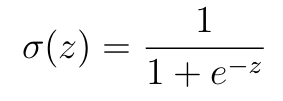 σ(z) = 1 / (1 + e^{-z})